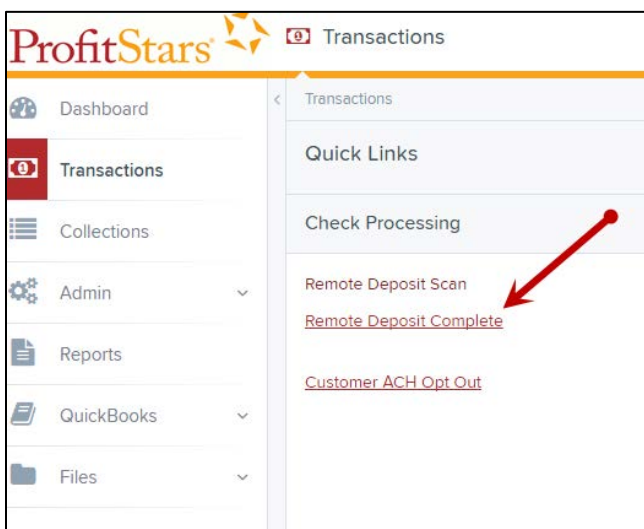 ProfitStars
Transactions
Dashboard
Transactions
Collections
Admin
Reports
QuickBooks
Files
Transactions
Quick Links
Check Processing
Remote Deposit Scan
Remote Deposit Complete
Customer ACH Opt Out